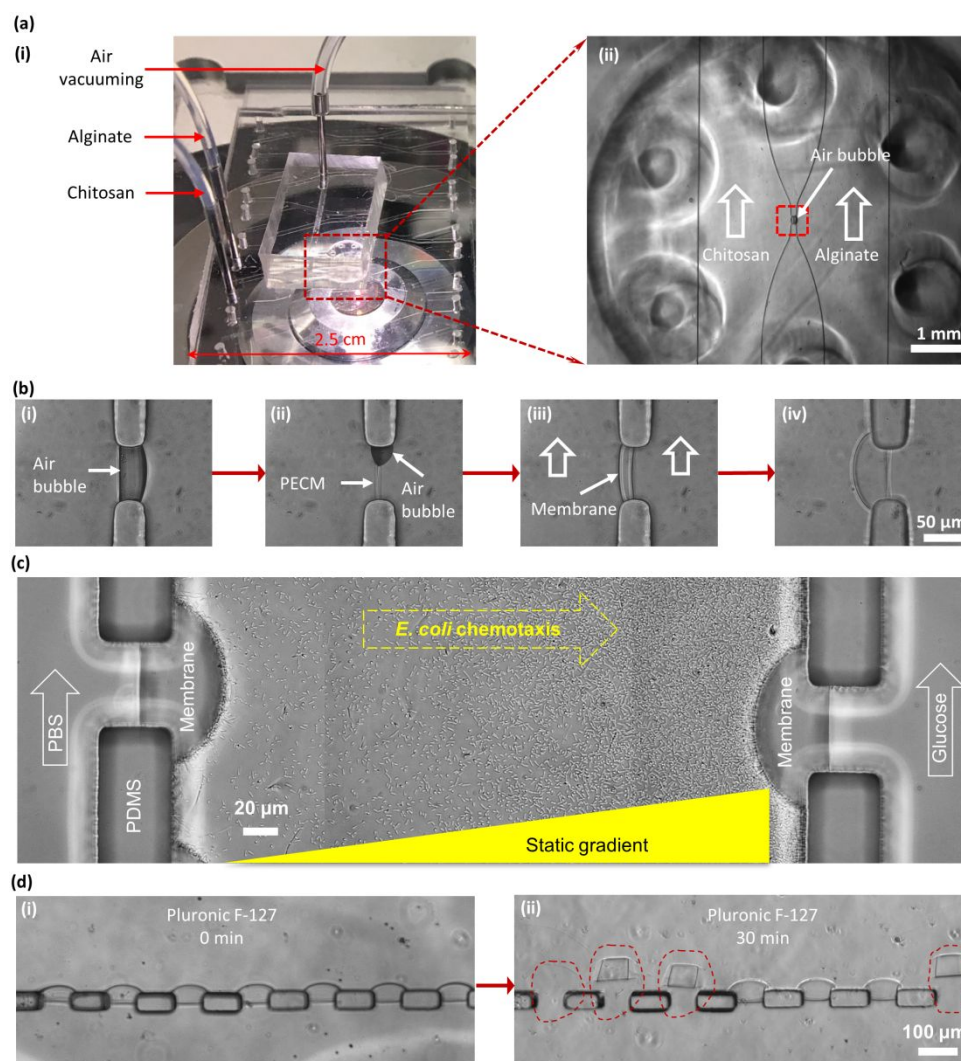 (a)
(i)
Air
vacuuming
Alginate
Chitosan
2.5 cm
(ii)
Air bubble
Chitosan
Alginate
1 mm
(b)
(i)
Air
bubble
(ii)
PECM
Air
bubble
(iii)
Membrane
(iv)
50 µm
(c)
PBS
PDMS
Membrane
E. coli chemotaxis
20 µm
Static gradient
Membrane
Glucose
(d)
(i)
Pluronic F-127
0 min
(ii)
Pluronic F-127
30 min
100 µm